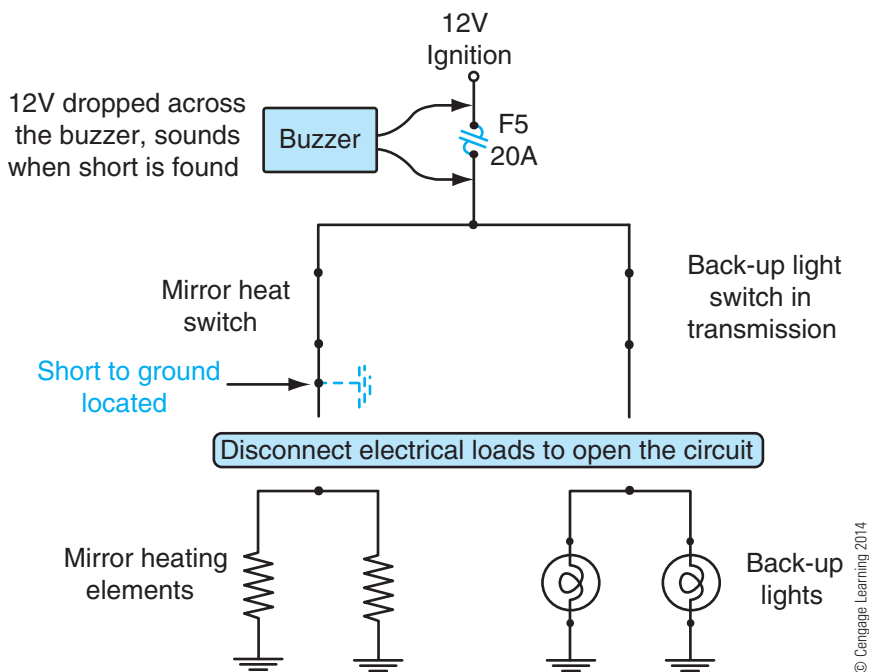 12V
Ignition
12V dropped across
the buzzer, sounds
when short is found
Buzzer
F5
20A
Mirror heat
switch
Back-up light
switch in
transmission
Short to ground
located
Disconnect electrical loads to open the circuit
Mirror heating
elements
Back-up
lights
© Cengage Learning 2014